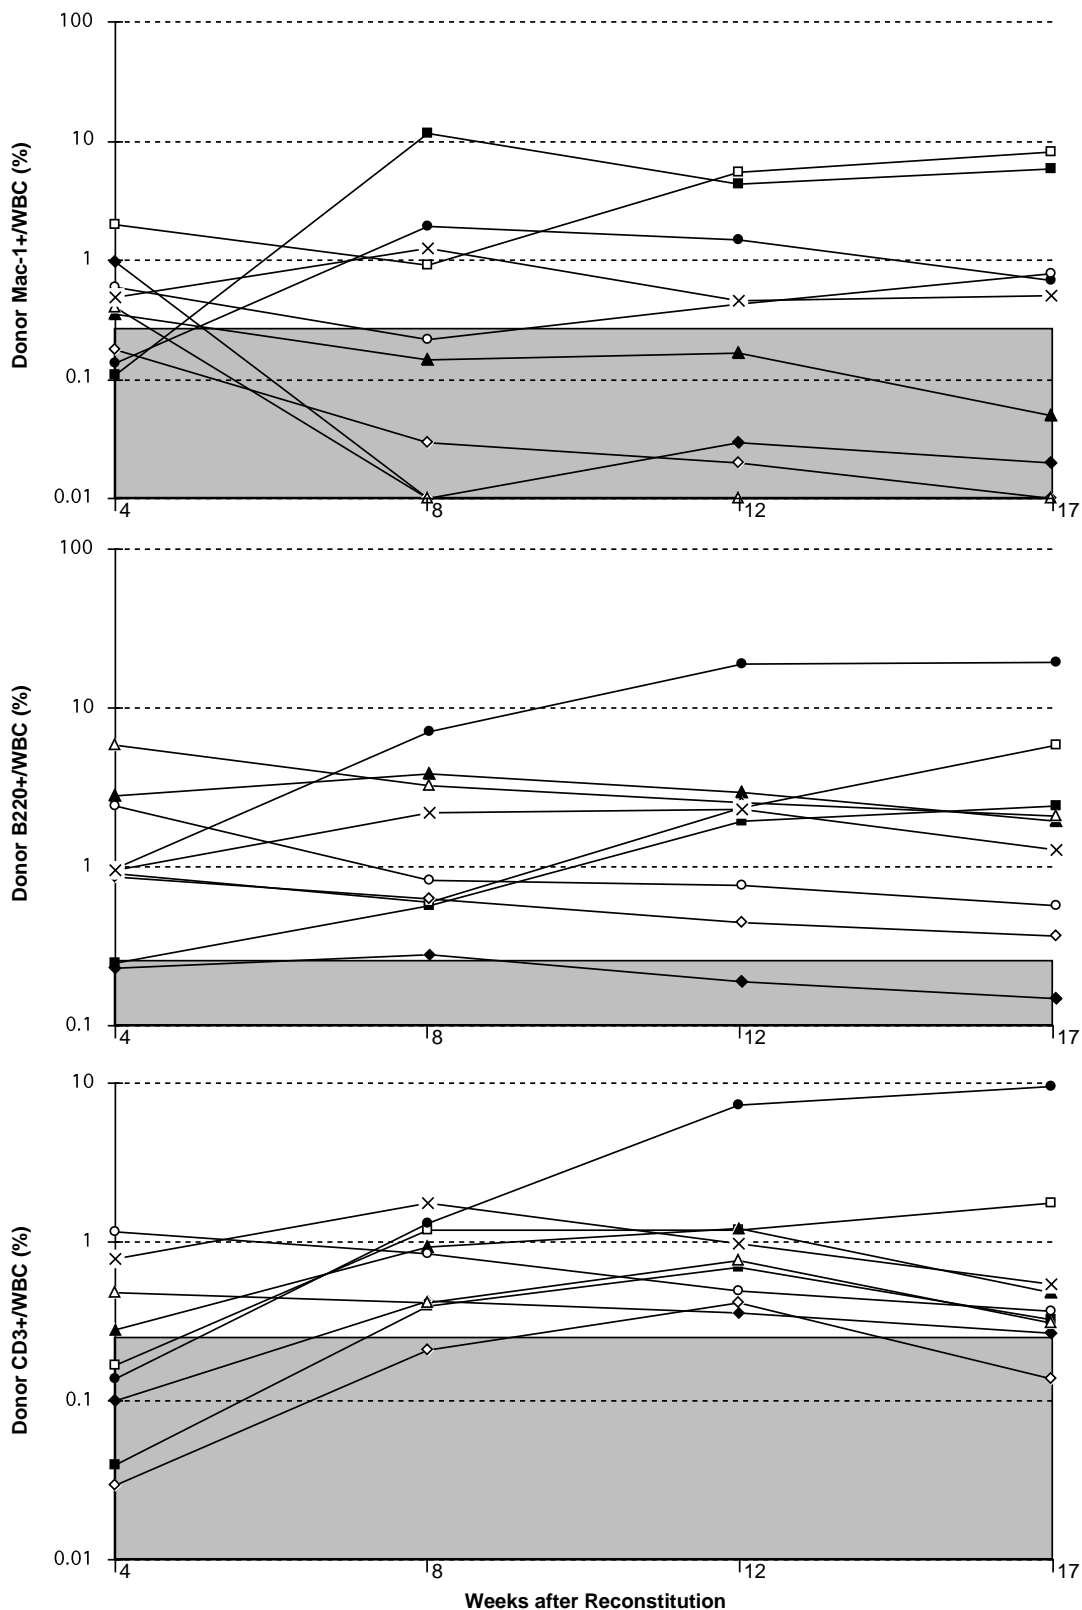 100
10
1
0.1
0.01
Donor Mac-1+/WBC (%)
4 8 12 17
100
10
1
0.1
Donor B220+/WBC (%)
4 8 12 17
10
1
0.1
0.01
Donor CD3+/WBC (%)
4 8 12 17
Weeks after Reconstitution